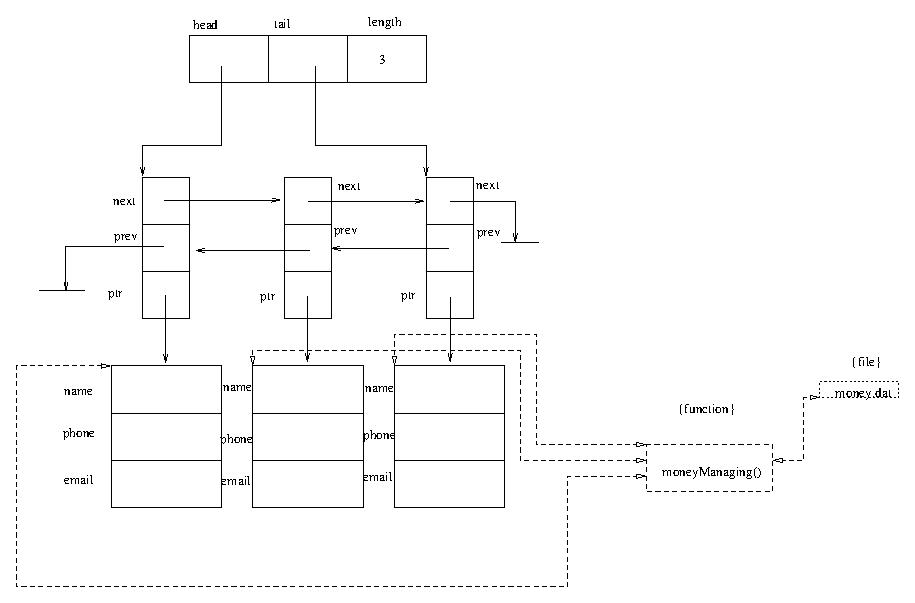 head
tail
length
3
next
next
next
prev
prev
prev
ptr
ptr
ptr
name
name
name
phone
phone
phone
email
email
email
{function}
moneyManaging()
{file}
money.dat